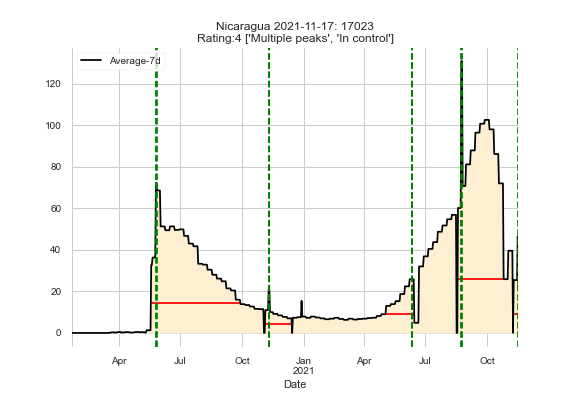 Nicaragua 2021-11-17: 17023
Rating:4 ['Multiple peaks', 'In control']
Average-7d
120
100
80
60
40
20
0
Apr Jul Oct Jan Apr Jul Oct
2021
Date